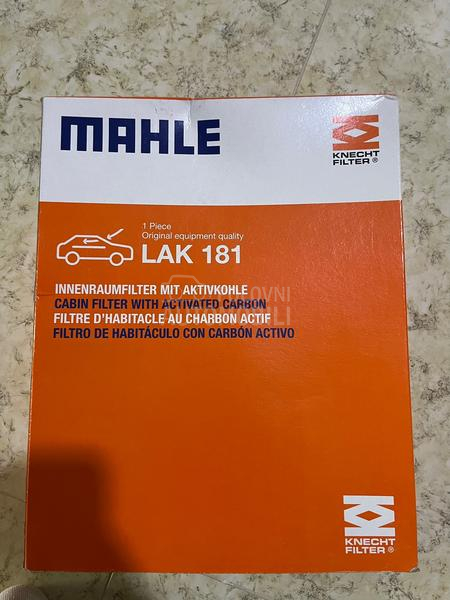 MAHLE
KNECHT
FILTER®
1 Piece
Original equipment quality
LAK 181
INNENRAUMFILTER MIT AKTIVKOHLE
CABIN FILTER WITH ACTIVATED CARBON
FILTRE D'HABITACLE AU CHARBON ACTIF
FILTRO DE HABITÁCULO CON CARBÓN ACTIVO
KNECHT
FILTER®